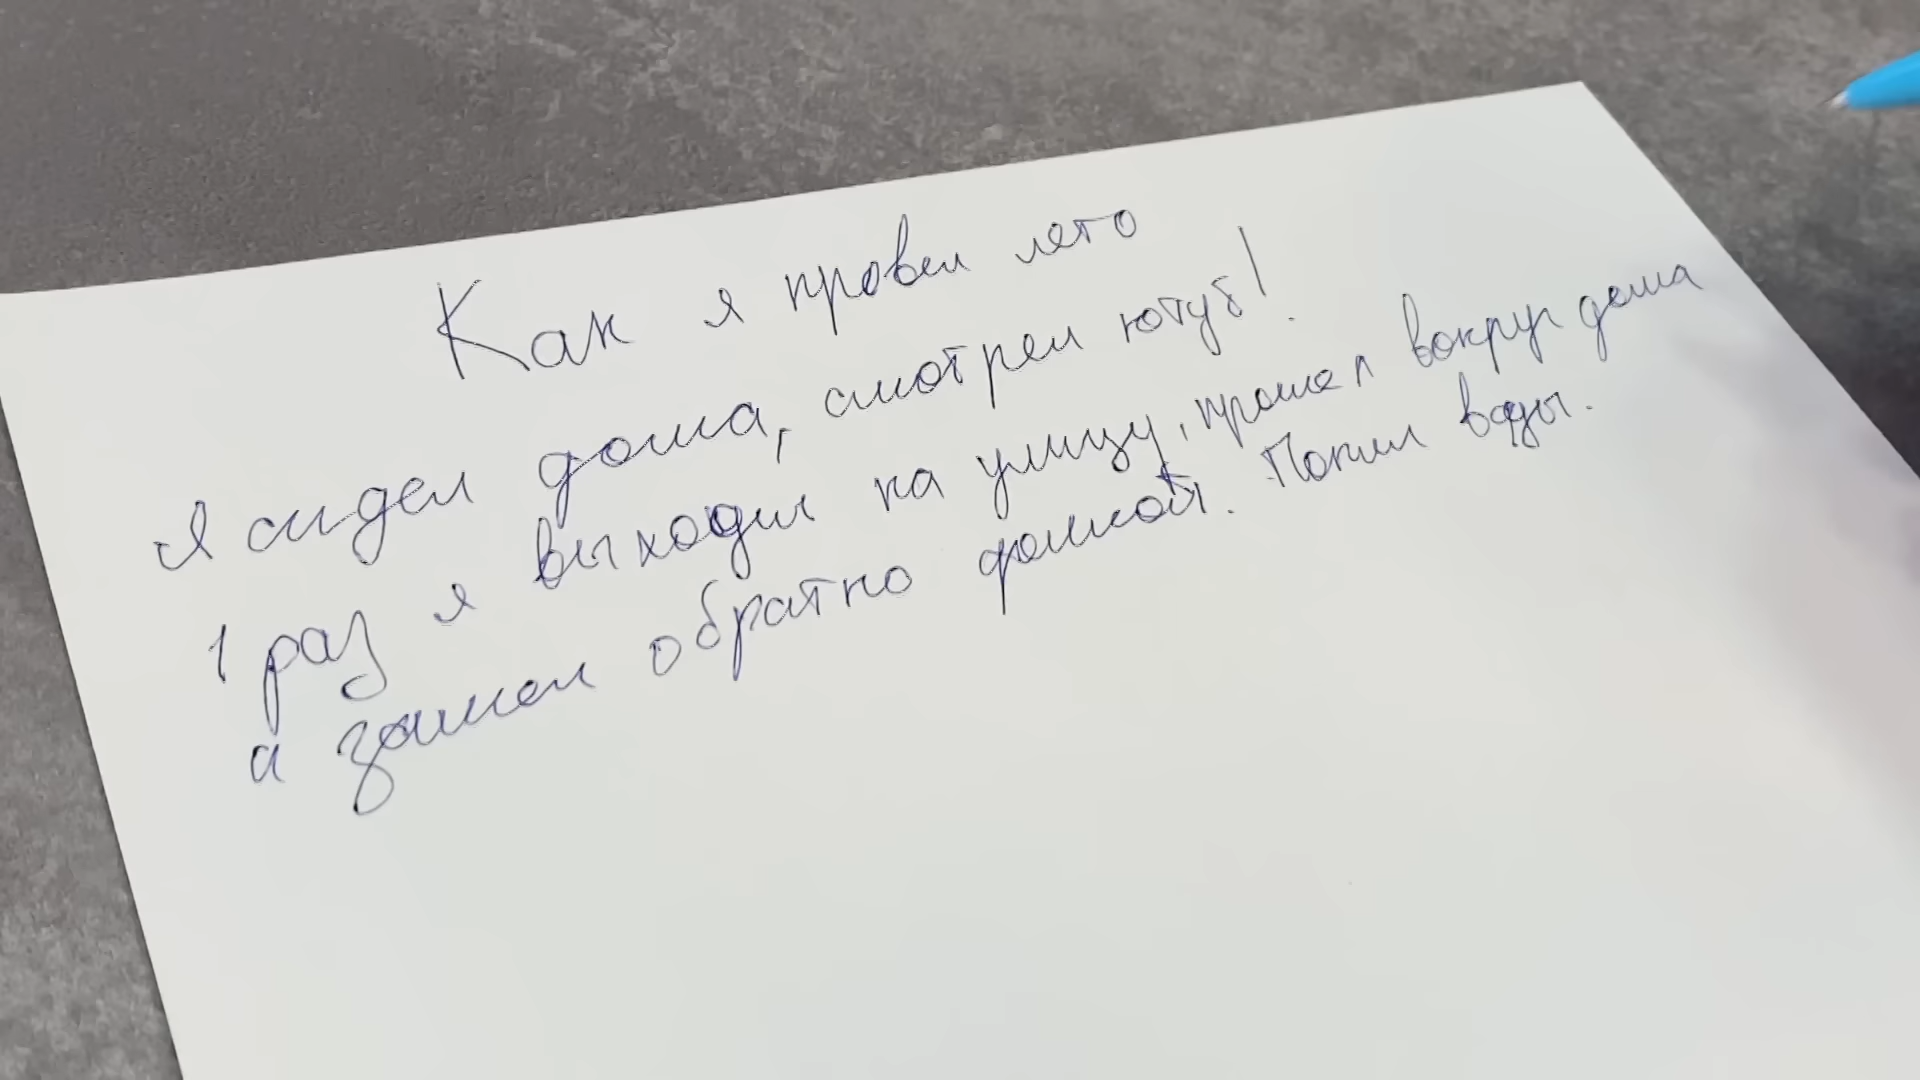 Как я провел лето
Я сидел дома, смотрел ютуб!
1 раз я выходил на улицу, прошел вокруг дома
и зашел обратно домой. Попил воды.